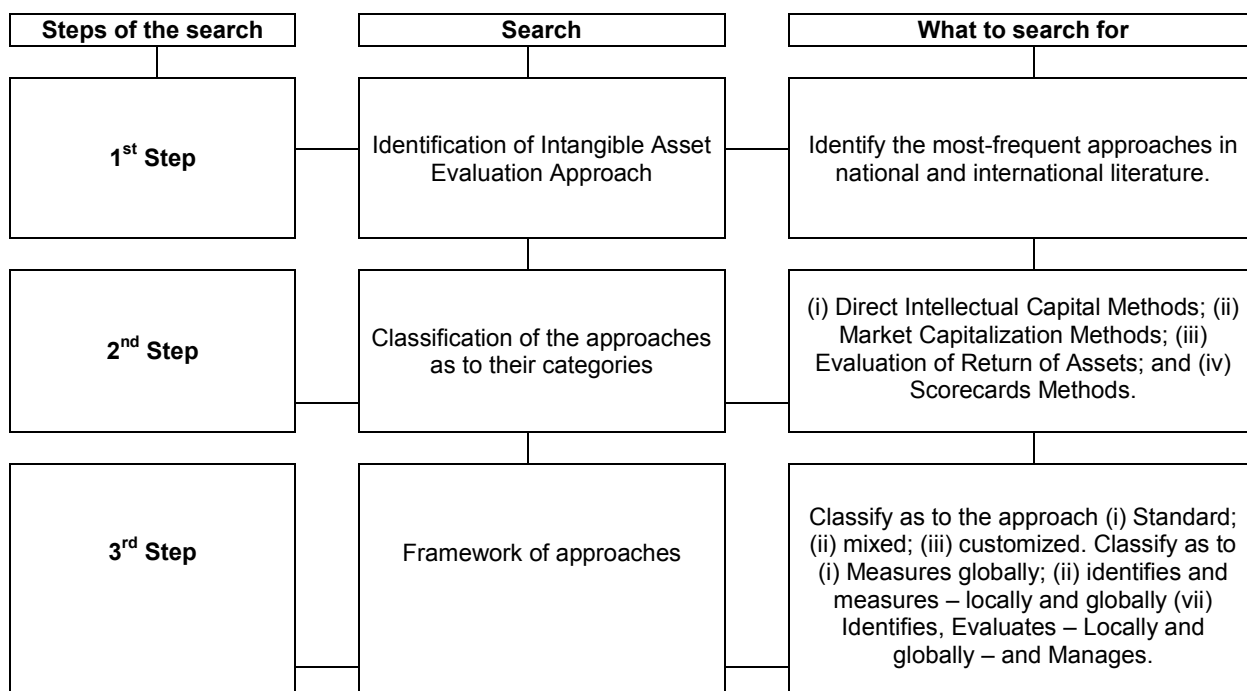 Steps of the search
Search
What to search for
1st Step
Identification of Intangible Asset
Evaluation Approach
Identify the most-frequent approaches in
national and international literature.
2nd Step
Classification of the approaches
as to their categories
(i) Direct Intellectual Capital Methods; (ii)
Market Capitalization Methods; (iii)
Evaluation of Return of Assets; and (iv)
Scorecards Methods.
3rd Step
Framework of approaches
Classify as to the approach (i) Standard;
(ii) mixed; (iii) customized. Classify as to
(i) Measures globally; (ii) identifies and
measures – locally and globally (vii)
Identifies, Evaluates – Locally and
globally – and Manages.